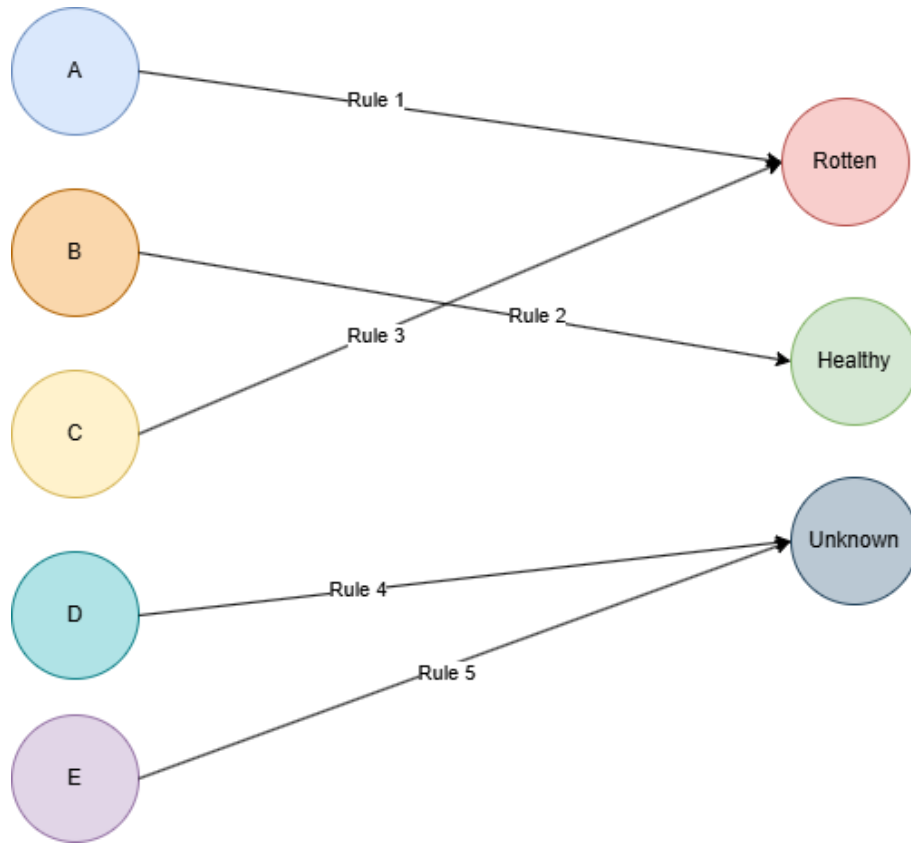 A
Rule 1
Rotten
B
Rule 2
Healthy
Rule 3
C
Unknown
Rule 4
D
Rule 5
E